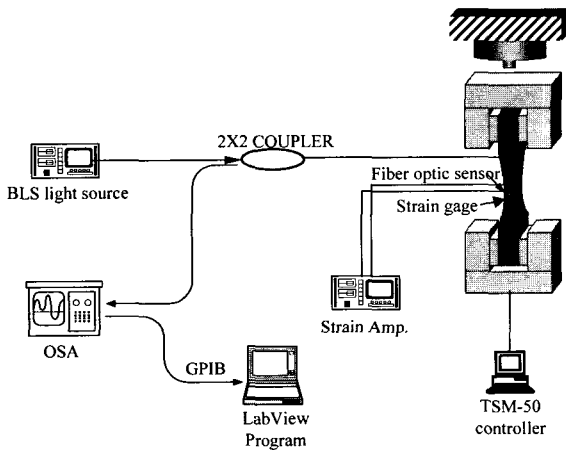 2X2 COUPLER
BLS light source
Fiber optic sensor
Strain gage
Strain Amp.
OSA
GPIB
LabView
Program
TSM-50
controller